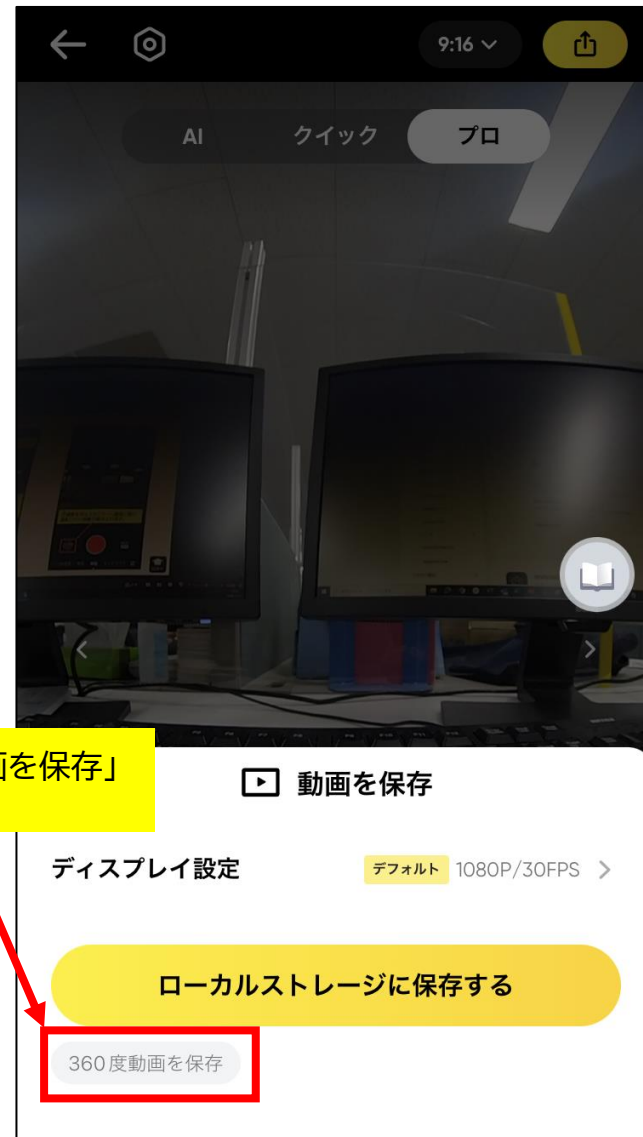 9:16
AI クイック プロ
画を保存」
動画を保存
ディスプレイ設定 デフォルト 1080P/30FPS
ローカルストレージに保存する
360度動画を保存